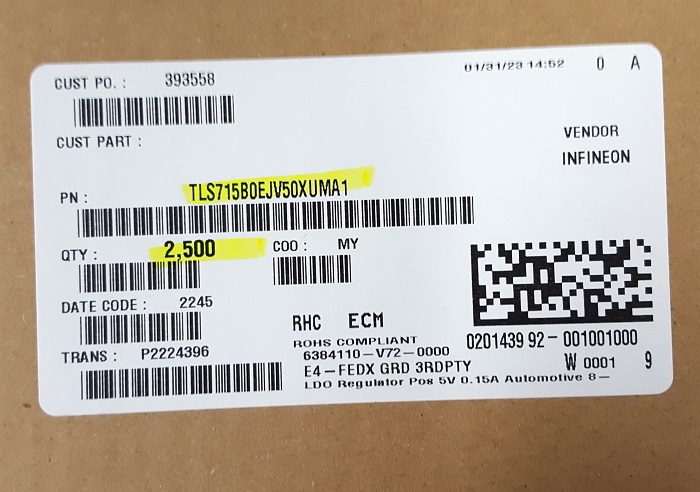 CUST PO. : 393558
01/31/23 14:52 0 A
CUST PART :
VENDOR
INFINEON
PN : TLS715B0EJV50XUMA1
QTY : 2,500 COO : MY
DATE CODE : 2245
RHC ECM
ROHS COMPLIANT
020143992-001001000
TRANS : P2224396
6384110-V72-0000
E4-FEDX GRD 3RDPTY
W 0001 9
LDO Regulator Pos 5V 0.15A Automotive 8-